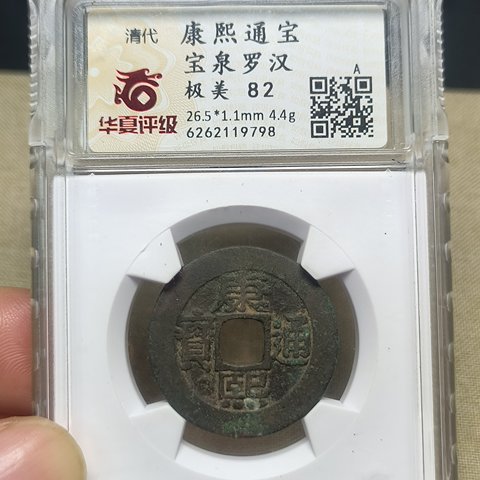 清代 康熙通宝
宝泉罗汉
极美 82
A
华夏评级
26.5*1.1mm 4.4g
6262119798
康
寶 通
熙